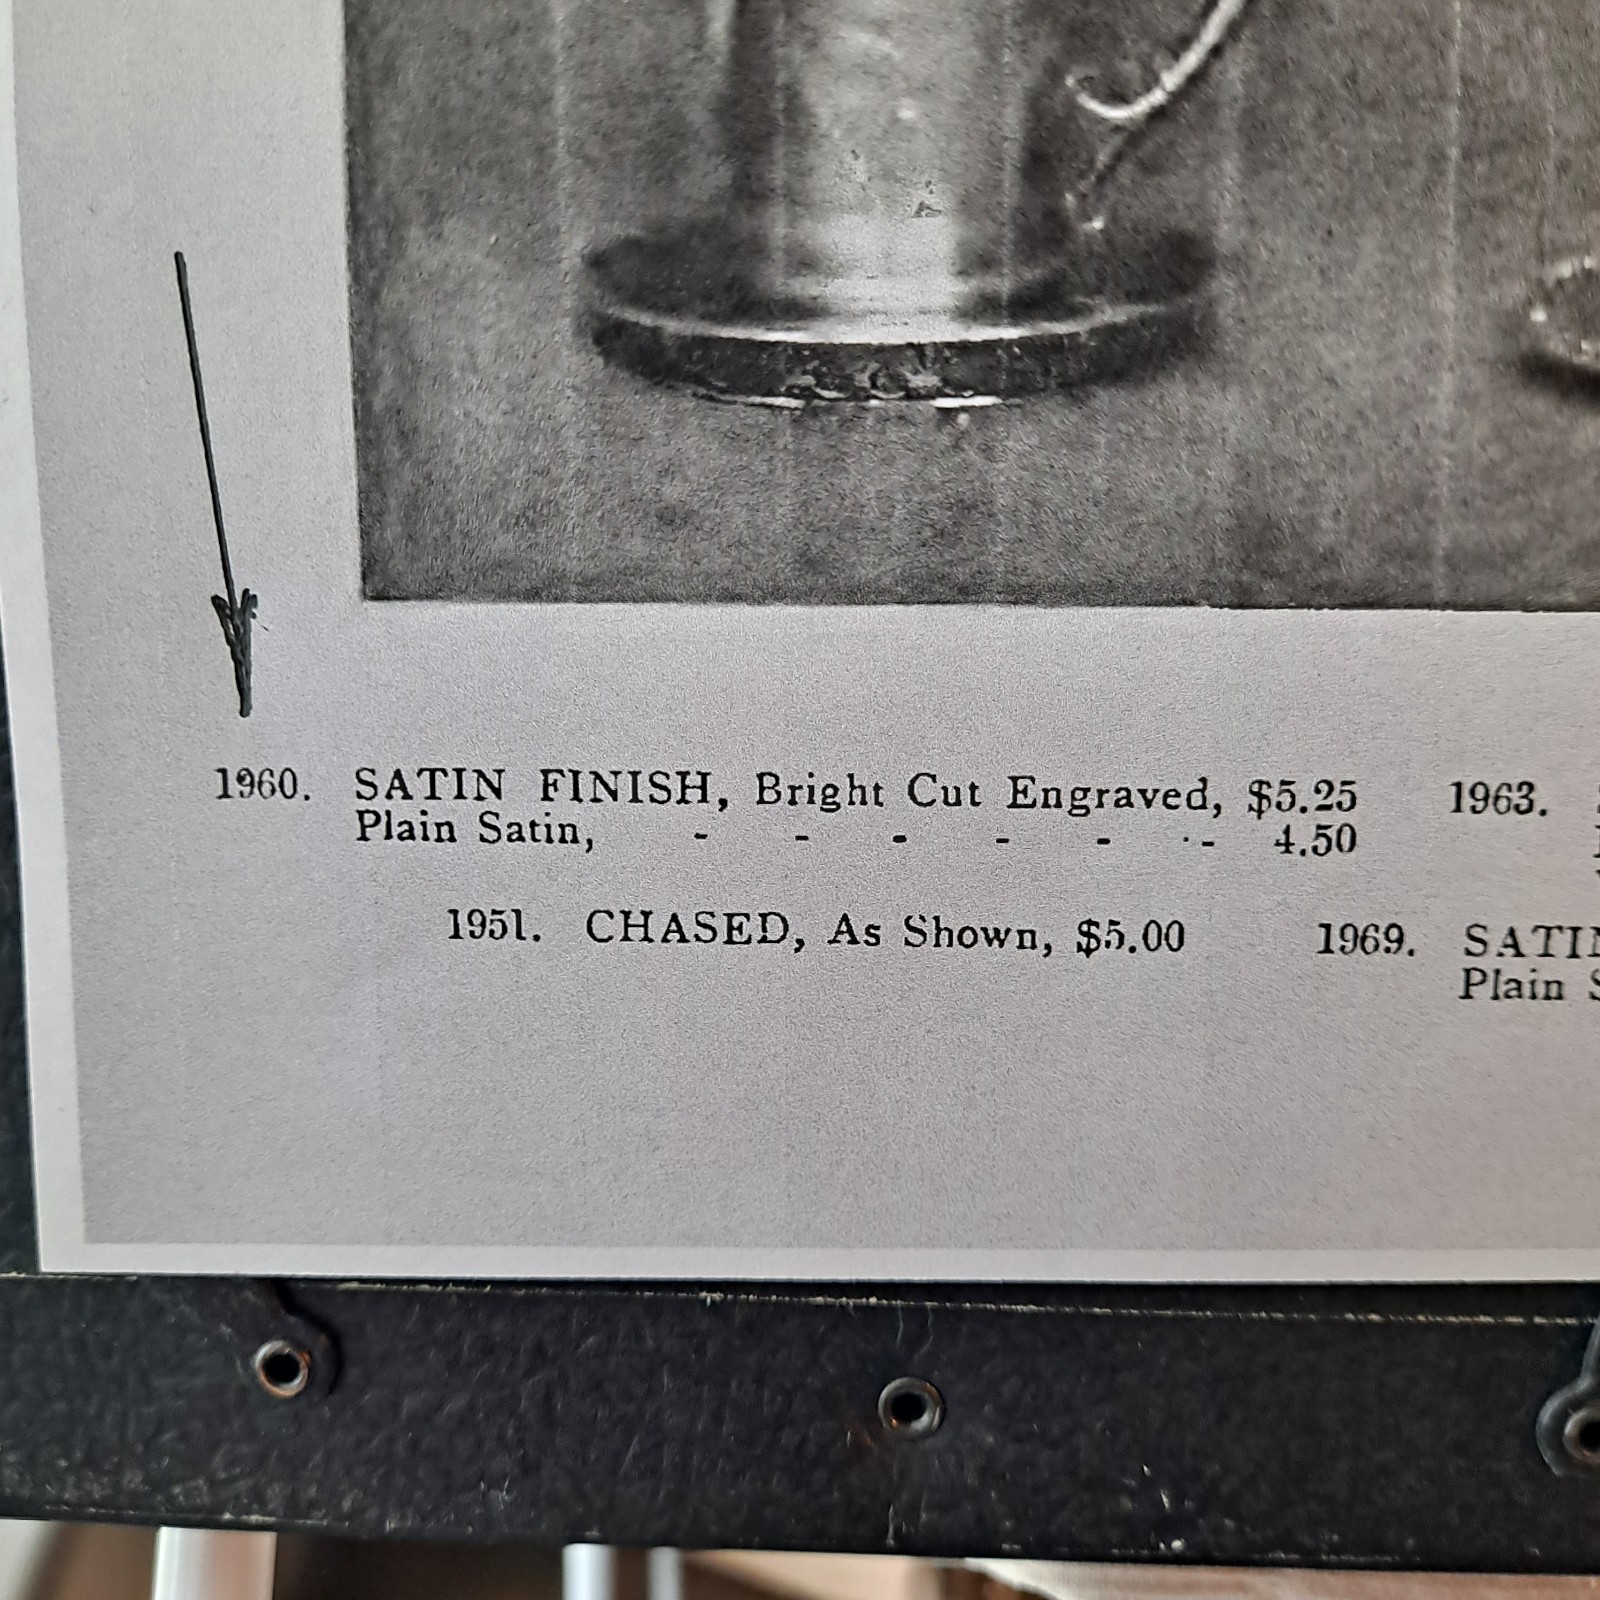 1960. SATIN FINISH, Bright Cut Engraved, $5.25 1963.
Plain Satin, - - - - - - 4.50
1951. CHASED, As Shown, $5.00 1969.
Plain